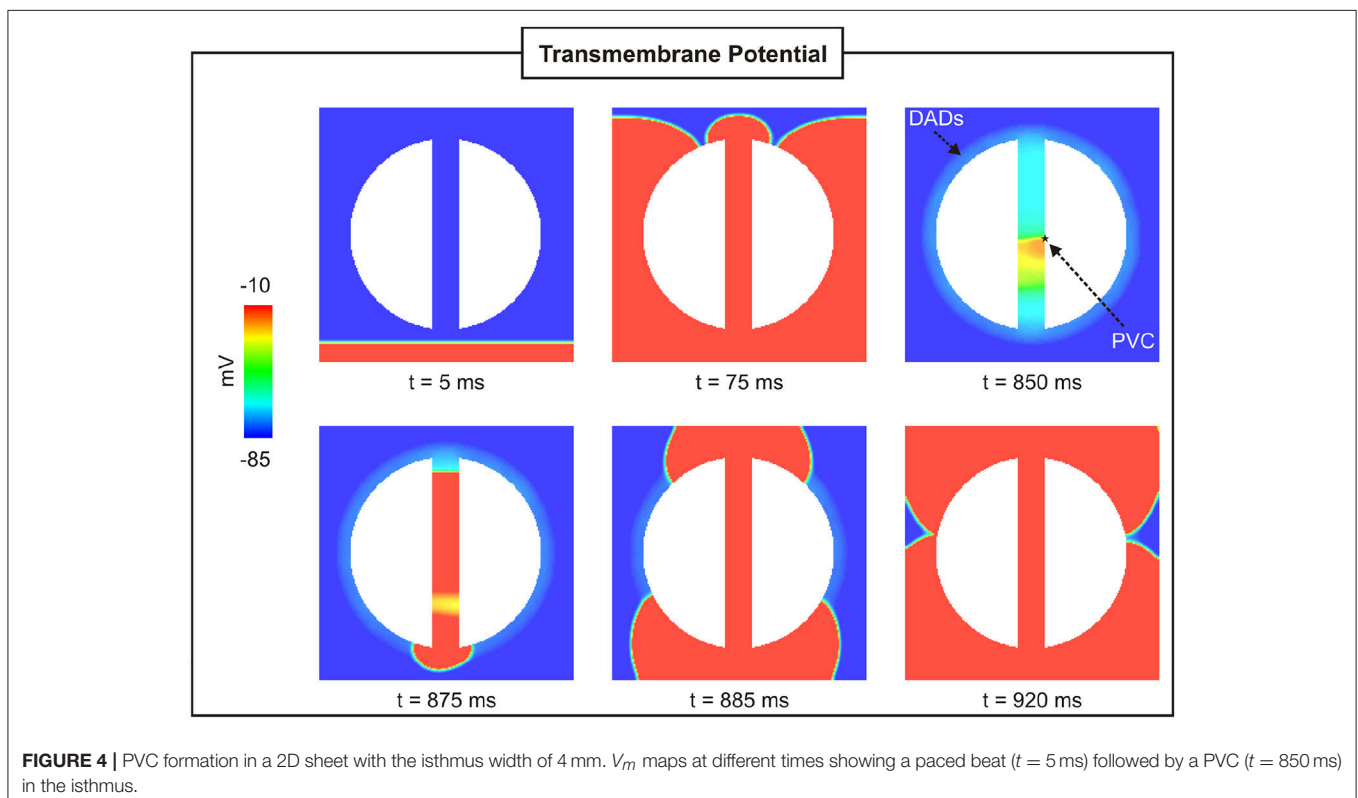 Transmembrane Potential
DADs
PVC
-10
mV
-85
t = 5 ms
t = 75 ms
t = 850 ms
t = 875 ms
t = 885 ms
t = 920 ms
FIGURE 4 | PVC formation in a 2D sheet with the isthmus width of 4 mm. Vm maps at different times showing a paced beat (t = 5 ms) followed by a PVC (t = 850 ms)
in the isthmus.